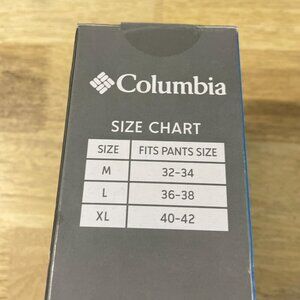 Columbia
SIZE CHART
SIZE FITS PANTS SIZE
M 32-34
L 36-38
XL 40-42